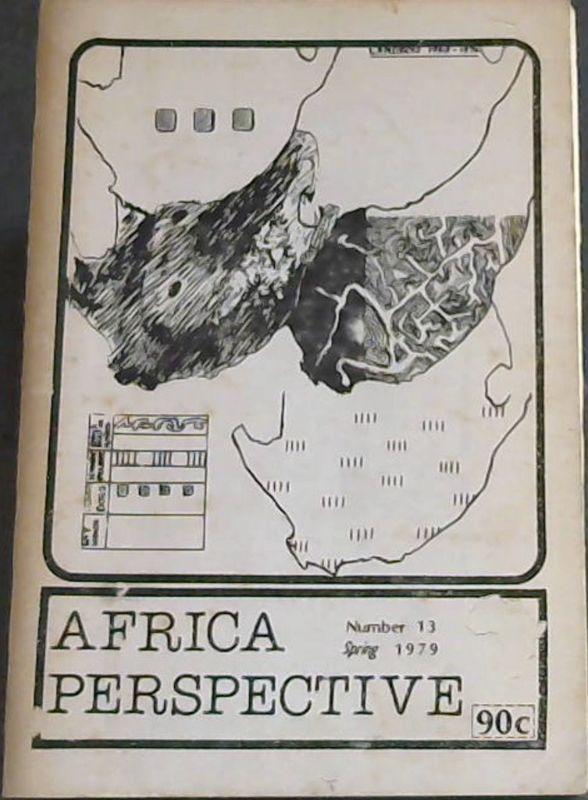 AFRICA
PERSPECTIVE
Number 13
Spring 1979
90c